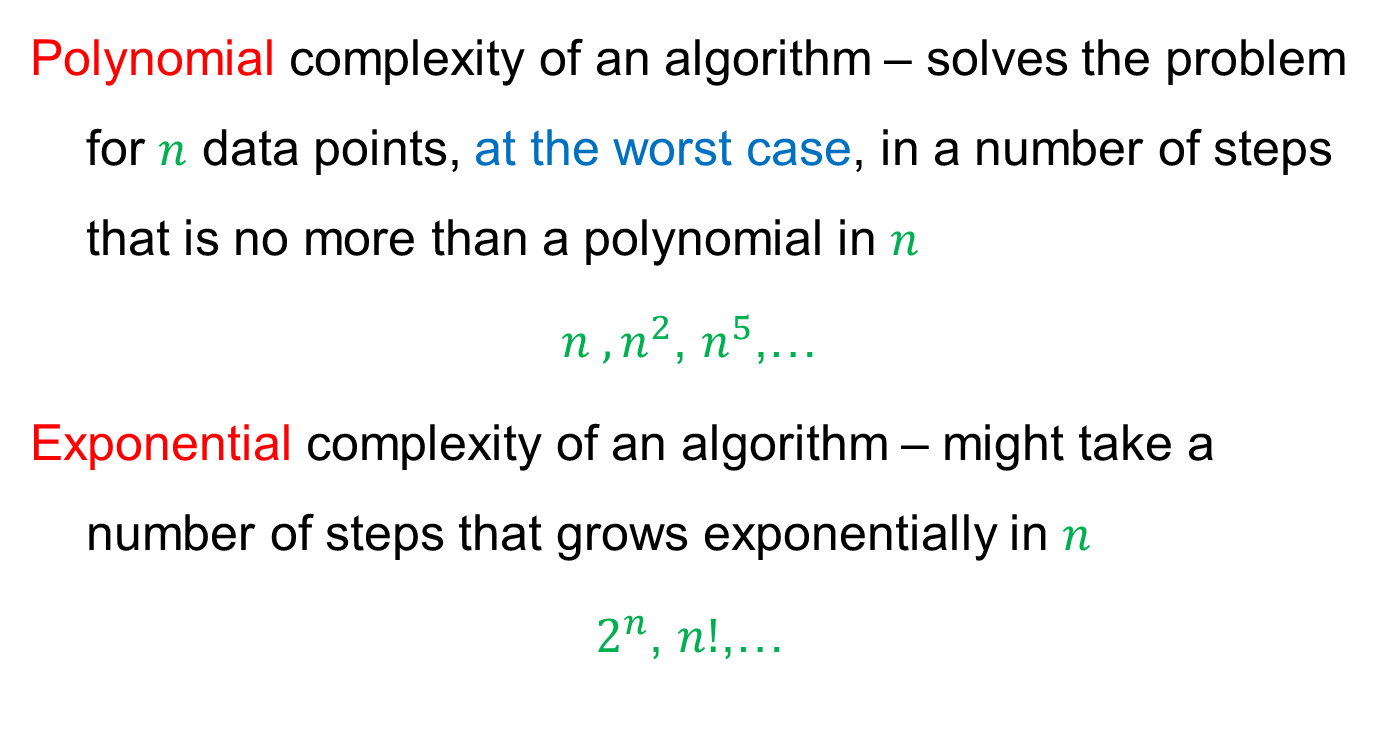 Polynomial complexity of an algorithm – solves the problem
for n data points, at the worst case, in a number of steps
that is no more than a polynomial in n
n ,n², n⁵,…
Exponential complexity of an algorithm – might take a
number of steps that grows exponentially in n
2ⁿ, n!,…